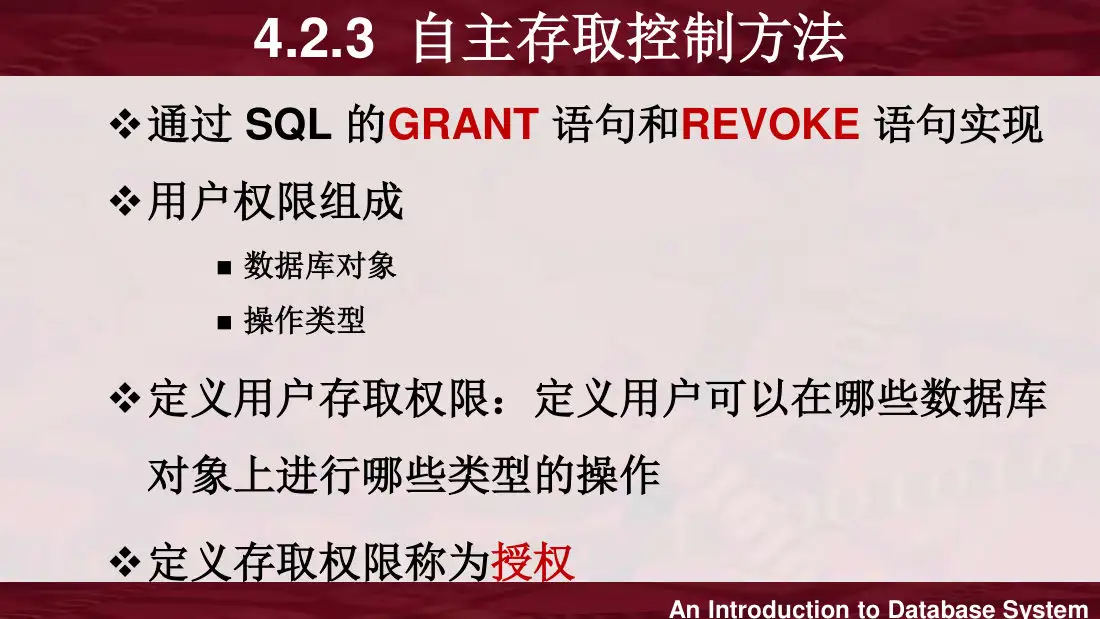 4.2.3 自主存取控制方法
❖通过 SQL 的GRANT 语句和REVOKE 语句实现
❖用户权限组成
■ 数据库对象
■ 操作类型
❖定义用户存取权限：定义用户可以在哪些数据库
对象上进行哪些类型的操作
❖定义存取权限称为授权
An Introduction to Database System